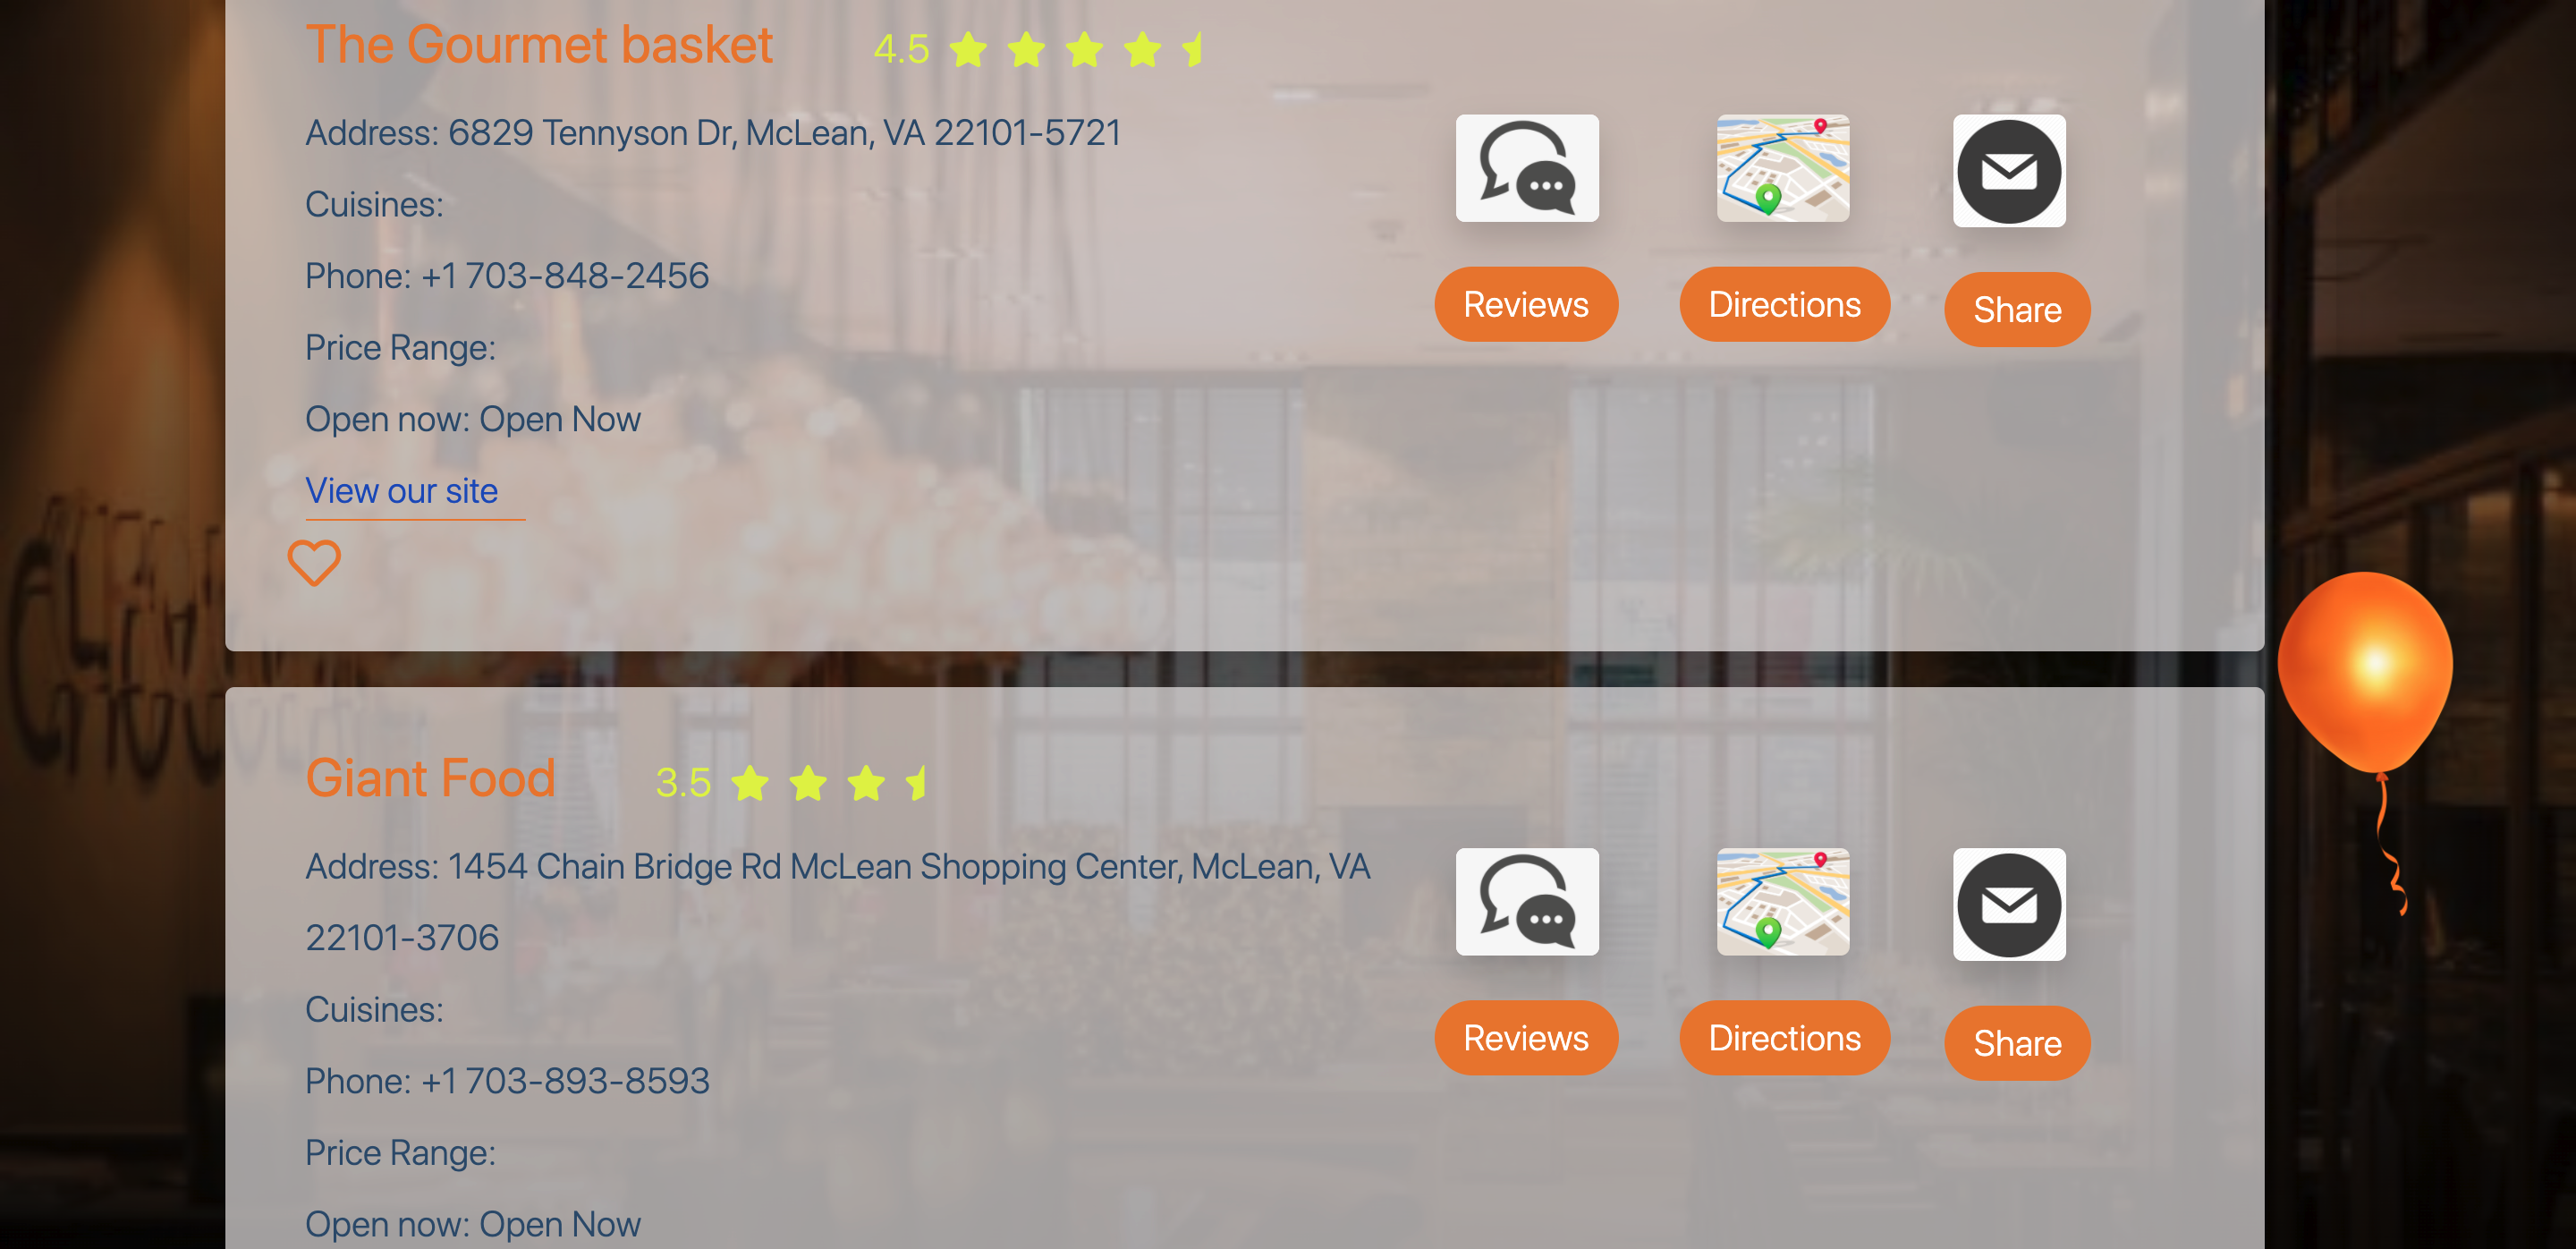 The Gourmet basket 4.5
Address: 6829 Tennyson Dr, McLean, VA 22101-5721
Cuisines:
Phone: +1 703-848-2456
Price Range:
Open now: Open Now
View our site
Reviews Directions Share
Giant Food 3.5
Address: 1454 Chain Bridge Rd McLean Shopping Center, McLean, VA
22101-3706
Cuisines:
Phone: +1 703-893-8593
Price Range:
Open now: Open Now
Reviews Directions Share